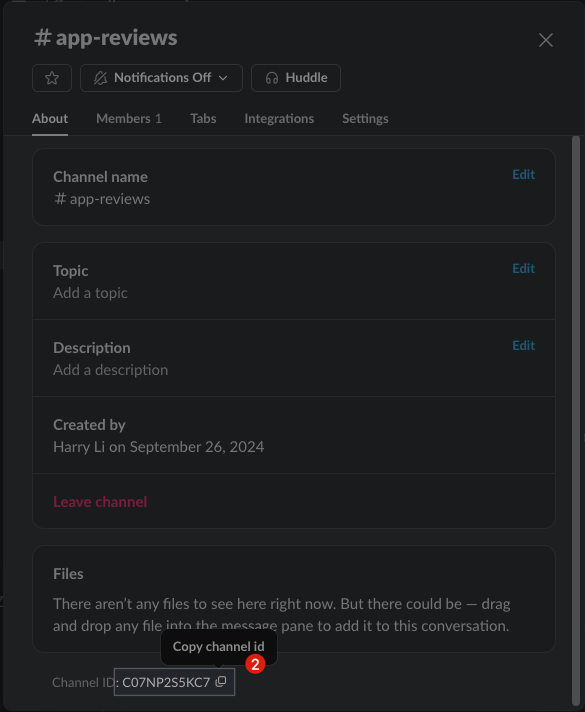 # app-reviews
Notifications Off
Huddle
About
Members 1
Tabs
Integrations
Settings
Channel name
Edit
# app-reviews
Topic
Edit
Add a topic
Description
Edit
Add a description
Created by
Harry Li on September 26, 2024
Leave channel
Files
There aren’t any files to see here right now. But there could be — drag
and drop any file into the message pane to add it to this conversation.
Copy channel id
2
Channel ID: C07NP2S5KC7